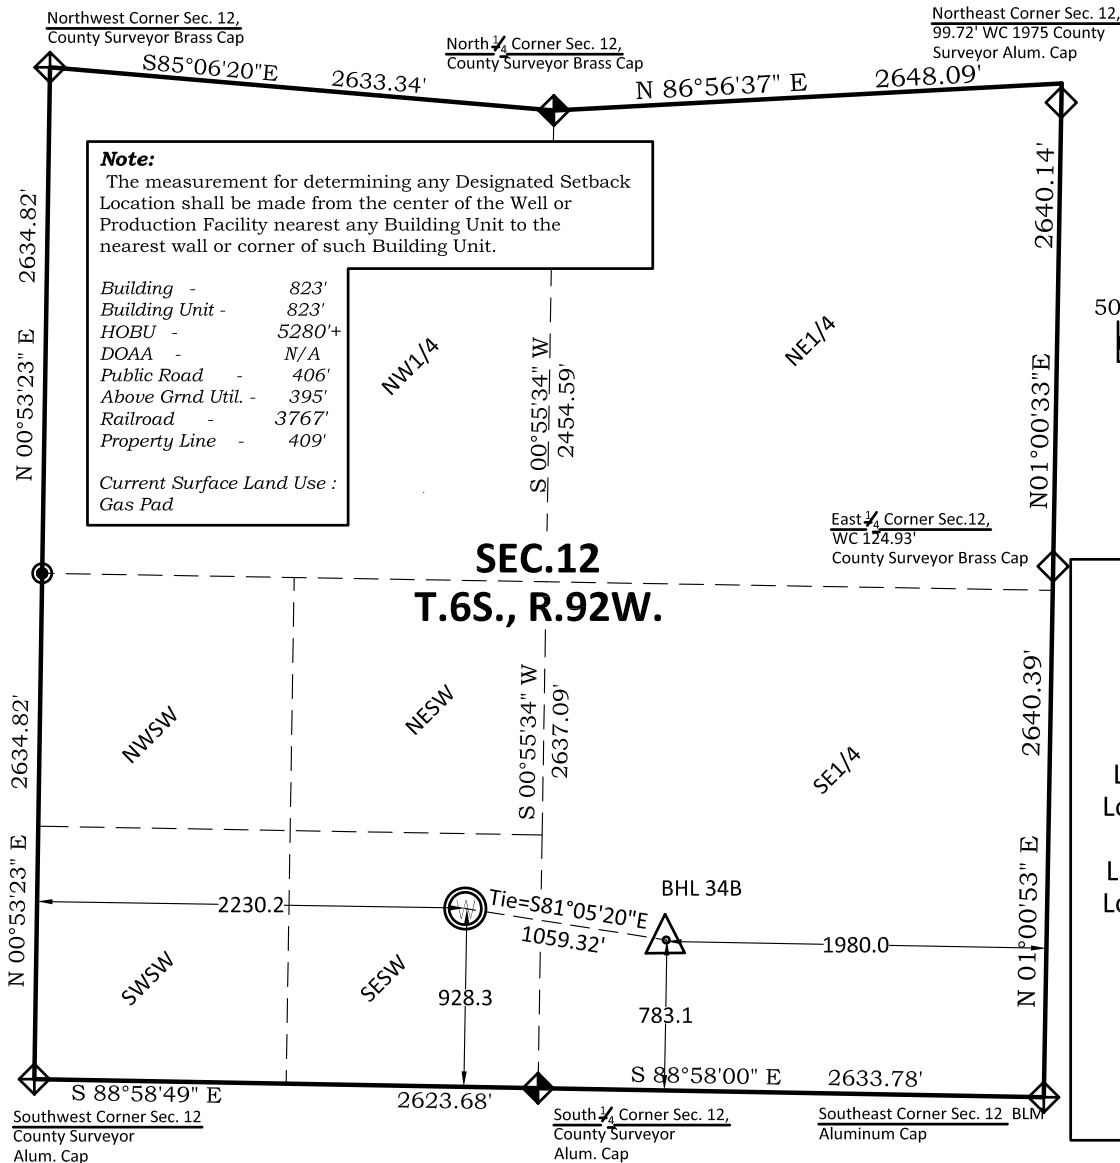 Northwest Corner Sec. 12,
County Surveyor Brass Cap
North 1/4 Corner Sec. 12,
County Surveyor Brass Cap
Northeast Corner Sec. 12,
99.72' WC 1975 County
Surveyor Alum. Cap
S85°06'20"E 2633.34'
N 86°56'37" E 2648.09'
Note:
The measurement for determining any Designated Setback
Location shall be made from the center of the Well or
Production Facility nearest any Building Unit to the
nearest wall or corner of such Building Unit.
Building - 823'
Building Unit - 823'
HOBU - 5280'+
DOAA - N/A
Public Road - 406'
Above Grnd Util. - 395'
Railroad - 3767'
Property Line - 409'
Current Surface Land Use :
Gas Pad
N 00°53'23" E 2634.82'
NW1/4
S 00°55'34" W
2454.59'
NE1/4
N01°00'33"E 2640.14'
50
East 1/4 Corner Sec.12,
WC 124.93'
County Surveyor Brass Cap
SEC.12
T.6S., R.92W.
N 00°53'23" E 2634.82'
NWSW
NESW
S 00°55'34" W
2637.09'
SE1/4
N 01°00'53" E 2640.39'
L
Lo
L
Lo
BHL 34B
2230.2
W
Tie=S81°05'20"E
1059.32'
1980.0
SWSW
SESW
928.3
783.1
S 88°58'49" E 2623.68'
S 88°58'00" E 2633.78'
Southwest Corner Sec. 12
County Surveyor
Alum. Cap
South 1/4 Corner Sec. 12,
County Surveyor
Alum. Cap
Southeast Corner Sec. 12 BLM
Aluminum Cap